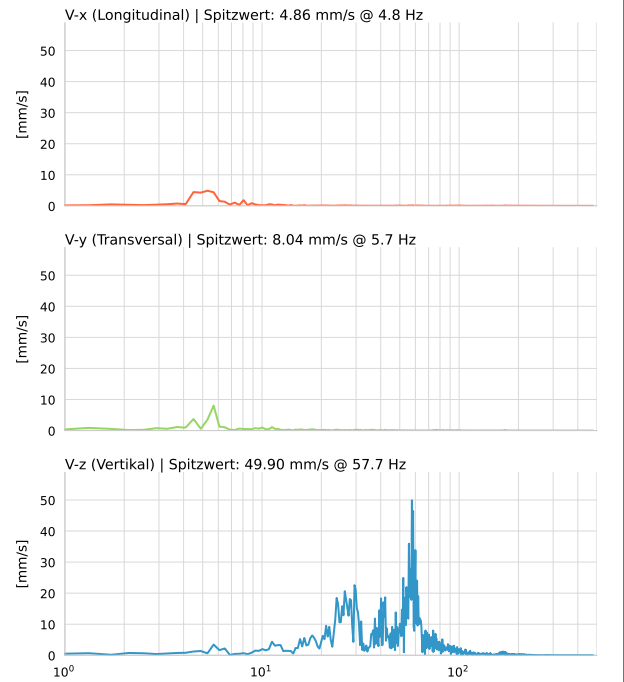 V-x (Longitudinal) | Spitzwert: 4.86 mm/s @ 4.8 Hz
50
40
30
20
10
0
[mm/s]
V-y (Transversal) | Spitzwert: 8.04 mm/s @ 5.7 Hz
50
40
30
20
10
0
[mm/s]
V-z (Vertikal) | Spitzwert: 49.90 mm/s @ 57.7 Hz
50
40
30
20
10
0
[mm/s]
10⁰ 10¹ 10²